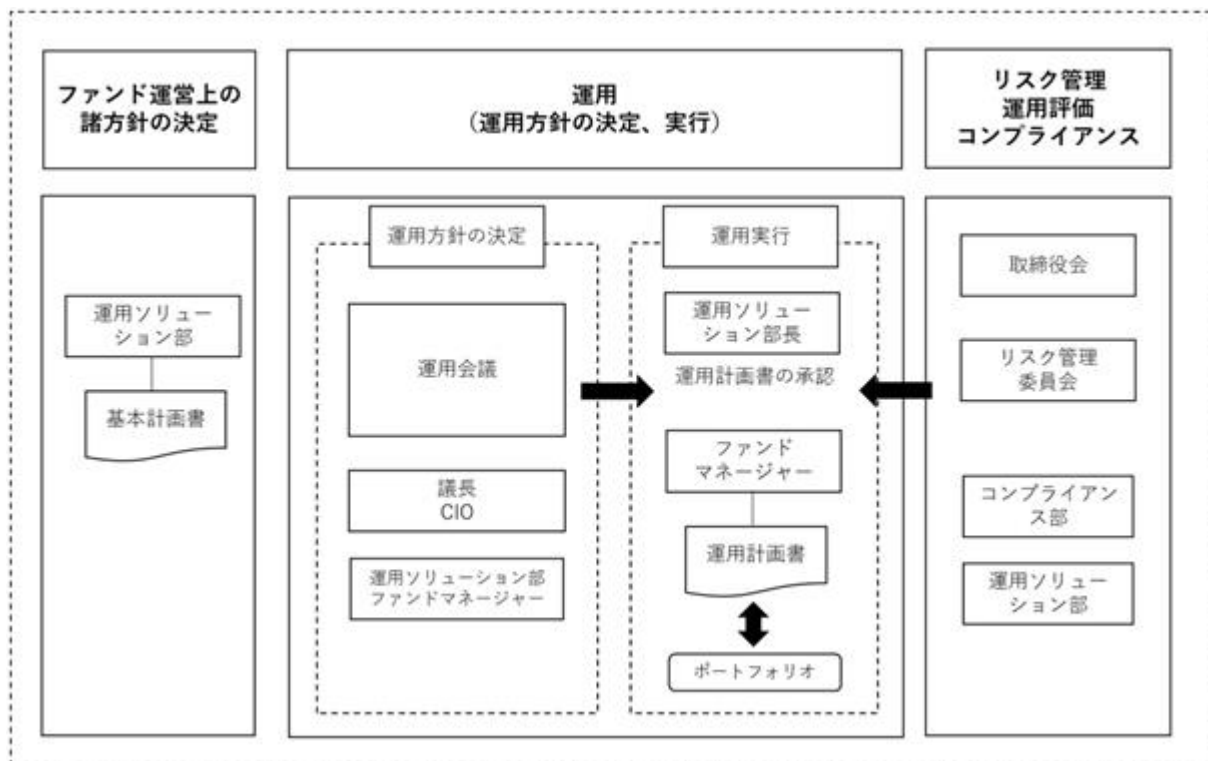 ファンド運営上の
諸方針の決定
運用
（運用方針の決定、実行）
リスク管理
運用評価
コンプライアンス
運用ソリュー
ション部
基本計画書
運用方針の決定
運用会議
議長
CIO
運用ソリューション部
ファンドマネージャー
運用実行
運用ソリュー
ション部長
運用計画書の承認
ファンド
マネージャー
運用計画書
ポートフォリオ
取締役会
リスク管理
委員会
コンプライアン
ス部
運用ソリュー
ション部